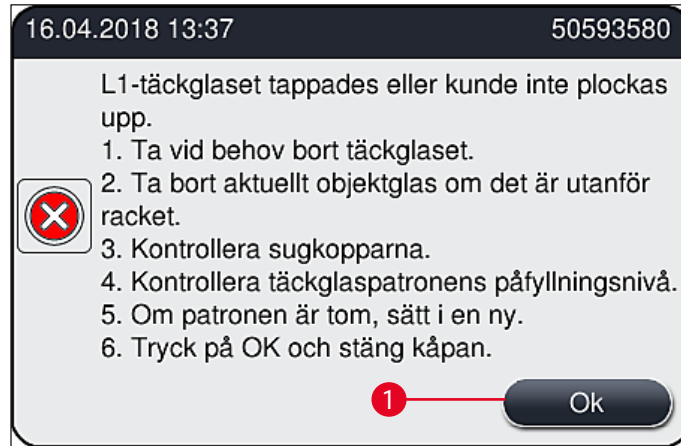 16.04.2018 13:37 50593580
L1-täckglaset tappades eller kunde inte plockas
upp.
1. Ta vid behov bort täckglaset.
2. Ta bort aktuellt objektglas om det är utanför
racket.
3. Kontrollera sugkopparna.
4. Kontrollera täckglaspatronens påfyllningsnivå.
5. Om patronen är tom, sätt i en ny.
6. Tryck på OK och stäng kåpan.
1 Ok